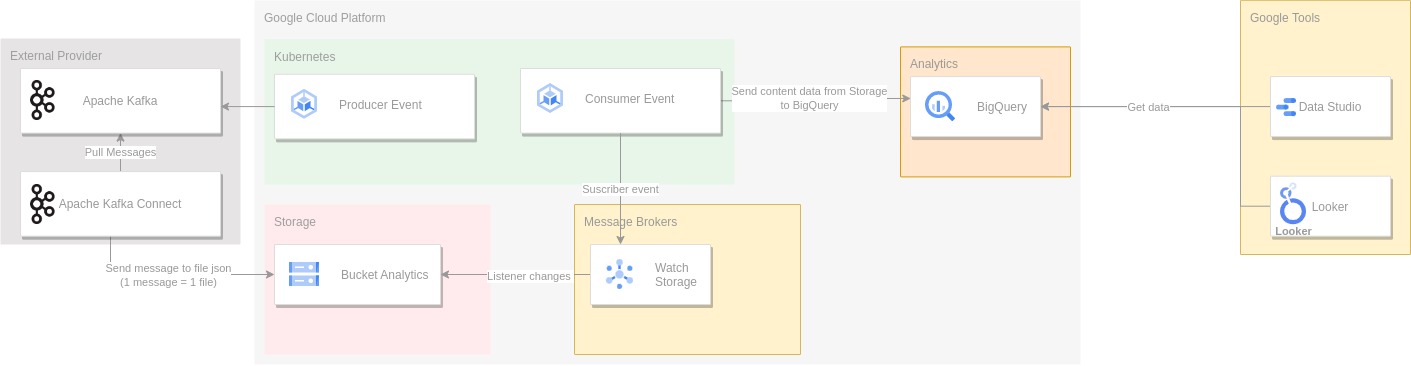 Google Cloud Platform
Google Tools
External Provider
Kubernetes
Analytics
Apache Kafka
Producer Event
Consumer Event
Send content data from Storage
to BigQuery
BigQuery
Get data
Data Studio
Pull Messages
Apache Kafka Connect
Suscriber event
Looker
Looker
Storage
Message Brokers
Send message to file json
(1 message = 1 file)
Bucket Analytics
Listener changes
Watch
Storage